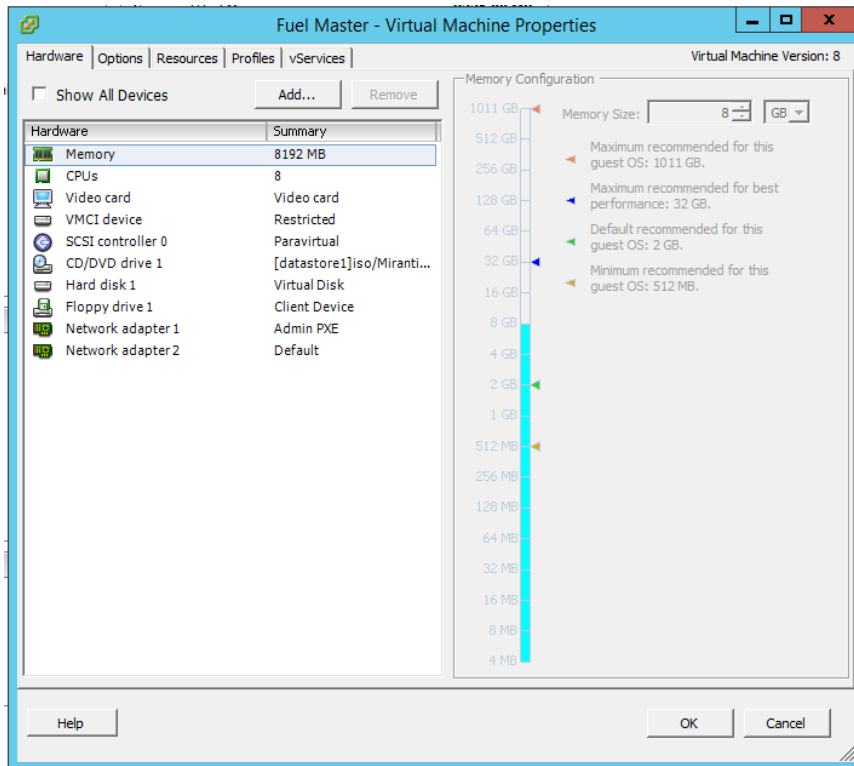 Fuel Master - Virtual Machine Properties
Hardware Options Resources Profiles vServices Virtual Machine Version: 8
Show All Devices Add... Remove
Hardware Summary
Memory 8192 MB
CPUs 8
Video card Video card
VMCI device Restricted
SCSI controller 0 Paravirtual
CD/DVD drive 1 [datastore1]iso/Miranti...
Hard disk 1 Virtual Disk
Floppy drive 1 Client Device
Network adapter 1 Admin PXE
Network adapter 2 Default
Memory Configuration
1011 GB
512 GB
256 GB
128 GB
64 GB
32 GB
16 GB
8 GB
4 GB
2 GB
1 GB
512 MB
256 MB
128 MB
64 MB
32 MB
16 MB
8 MB
4 MB
Memory Size: 8 GB
Maximum recommended for this
guest OS: 1011 GB.
Maximum recommended for best
performance: 32 GB.
Default recommended for this
guest OS: 2 GB.
Minimum recommended for this
guest OS: 512 MB.
Help OK Cancel